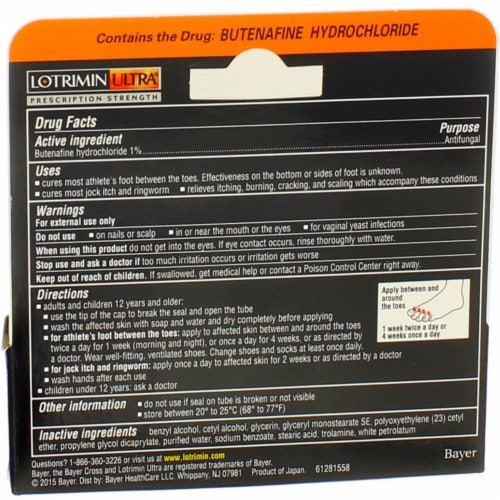 Contains the Drug: BUTENAFINE HYDROCHLORIDE
LOTRIMIN ULTRA®
PRESCRIPTION STRENGTH
Drug Facts
Active ingredient Purpose
Butenafine hydrochloride 1%...Antifungal
Uses
▪ cures most athlete's foot between the toes. Effectiveness on the bottom or sides of foot is unknown.
▪ cures most jock itch and ringworm ▪ relieves itching, burning, cracking, and scaling which accompany these conditions
Warnings
For external use only
Do not use ▪ on nails or scalp ▪ in or near the mouth or the eyes ▪ for vaginal yeast infections
When using this product do not get into the eyes. If eye contact occurs, rinse thoroughly with water.
Stop use and ask a doctor if too much irritation occurs or irritation gets worse
Keep out of reach of children. If swallowed, get medical help or contact a Poison Control Center right away.
Directions
▪ adults and children 12 years and older:
▪ use the tip of the cap to break the seal and open the tube
▪ wash the affected skin with soap and water and dry completely before applying
▪ for athlete's foot between the toes: apply to affected skin between and around the toes
twice a day for 1 week (morning and night), or once a day for 4 weeks, or as directed by
a doctor. Wear well-fitting, ventilated shoes. Change shoes and socks at least once daily.
▪ for jock itch and ringworm: apply once a day to affected skin for 2 weeks or as directed by a doctor
▪ wash hands after each use
▪ children under 12 years: ask a doctor
Apply between and
around
the toes
1 week twice a day or
4 weeks once a day
Other information ▪ do not use if seal on tube is broken or not visible
▪ store between 20° to 25°C (68° to 77°F)
Inactive ingredients benzyl alcohol, cetyl alcohol, glycerin, glyceryl monostearate SE, polyoxyethylene (23) cetyl
ether, propylene glycol dicaprylate, purified water, sodium benzoate, stearic acid, trolamine, white petrolatum
Questions? 1-866-360-3226 or visit us at www.lotrimin.com
Bayer, the Bayer Cross and Lotrimin Ultra are registered trademarks of Bayer.
© 2015 Bayer Dist. by: Bayer HealthCare LLC, Whippany, NJ 07981 Product of Japan. 61281558
Bayer